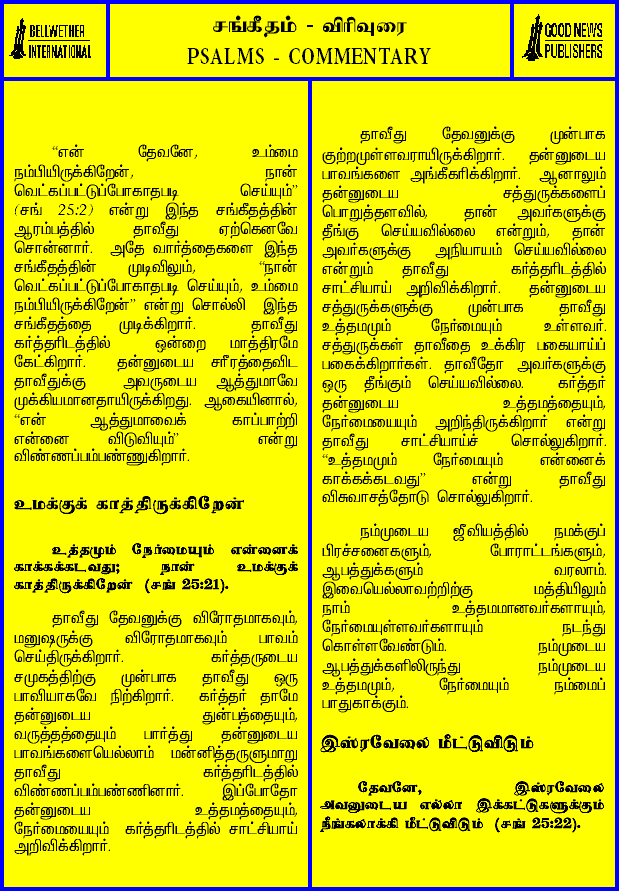 BELLWETHER
INTERNATIONAL
சங்கீதம் - விரிவுரை
PSALMS - COMMENTARY
GOOD NEWS
PUBLISHERS
“என் தேவனே, உம்மை
நம்பியிருக்கிறேன், நான்
வெட்கப்பட்டுப்போகாதபடி செய்யும்”
(சங் 25:2) என்று இந்த சங்கீதத்தின்
ஆரம்பத்தில் தாவீது ஏற்கெனவே
சொன்னார். அதே வார்த்தைகளை இந்த
சங்கீதத்தின் முடிவிலும், “நான்
வெட்கப்பட்டுப்போகாதபடி செய்யும், உம்மை
நம்பியிருக்கிறேன்” என்று சொல்லி இந்த
சங்கீதத்தை முடிக்கிறார். தாவீது
கர்த்தரிடத்தில் ஒன்றை மாத்திரமே
கேட்கிறார். தன்னுடைய சரீரத்தைவிட
தாவீதுக்கு அவருடைய ஆத்துமாவே
முக்கியமானதாயிருக்கிறது. ஆகையினால்,
“என் ஆத்துமாவைக் காப்பாற்றி
என்னை விடுவியும்” என்று
விண்ணப்பம்பண்ணுகிறார்.
உமக்குக் காத்திருக்கிறேன்
உத்தமும் நேர்மையும் என்னைக்
காக்கக்கடவது; நான் உமக்குக்
காத்திருக்கிறேன் (சங் 25:21).
தாவீது தேவனுக்கு விரோதமாகவும்,
மனுஷருக்கு விரோதமாகவும் பாவம்
செய்திருக்கிறார். கர்த்தருடைய
சமுகத்திற்கு முன்பாக தாவீது ஒரு
பாவியாகவே நிற்கிறார். கர்த்தர் தாமே
தன்னுடைய துன்பத்தையும்,
வருத்தத்தையும் பார்த்து தன்னுடைய
பாவங்களையெல்லாம் மன்னித்தருளுமாறு
தாவீது கர்த்தரிடத்தில்
விண்ணப்பம்பண்ணினார். இப்போதோ
தன்னுடைய உத்தமத்தையும்,
நேர்மையையும் கர்த்தரிடத்தில் சாட்சியாய்
அறிவிக்கிறார்.
தாவீது தேவனுக்கு முன்பாக
குற்றமுள்ளவராயிருக்கிறார். தன்னுடைய
பாவங்களை அங்கீகரிக்கிறார். ஆனாலும்
தன்னுடைய சத்துருக்களைப்
பொறுத்தளவில், தான் அவர்களுக்கு
தீங்கு செய்யவில்லை என்றும், தான்
அவர்களுக்கு அநியாயம் செய்யவில்லை
என்றும் தாவீது கர்த்தரிடத்தில்
சாட்சியாய் அறிவிக்கிறார். தன்னுடைய
சத்துருக்களுக்கு முன்பாக தாவீது
உத்தமமும் நேர்மையும் உள்ளவர்.
சத்துருக்கள் தாவீதை உக்கிர பகையாய்ப்
பகைக்கிறார்கள். தாவீதோ அவர்களுக்கு
ஒரு தீங்கும் செய்யவில்லை. கர்த்தர்
தன்னுடைய உத்தமத்தையும்,
நேர்மையையும் அறிந்திருக்கிறார் என்று
தாவீது சாட்சியாய்ச் சொல்லுகிறார்.
“உத்தமமும் நேர்மையும் என்னைக்
காக்கக்கடவது” என்று தாவீது
விசுவாசத்தோடு சொல்லுகிறார்.
நம்முடைய ஜீவியத்தில் நமக்குப்
பிரச்சனைகளும், போராட்டங்களும்,
ஆபத்துக்களும் வரலாம்.
இவையெல்லாவற்றிற்கு மத்தியிலும்
நாம் உத்தமமானவர்களாயும்,
நேர்மையுள்ளவர்களாயும் நடந்து
கொள்ளவேண்டும். நம்முடைய
ஆபத்துக்களிலிருந்து நம்முடைய
உத்தமமும், நேர்மையும் நம்மைப்
பாதுகாக்கும்.
இஸ்ரவேலை மீட்டுவிடும்
தேவனே, இஸ்ரவேலை
அவனுடைய எல்லா இக்கட்டுகளுக்கும்
நீங்கலாக்கி மீட்டுவிடும் (சங் 25:22).